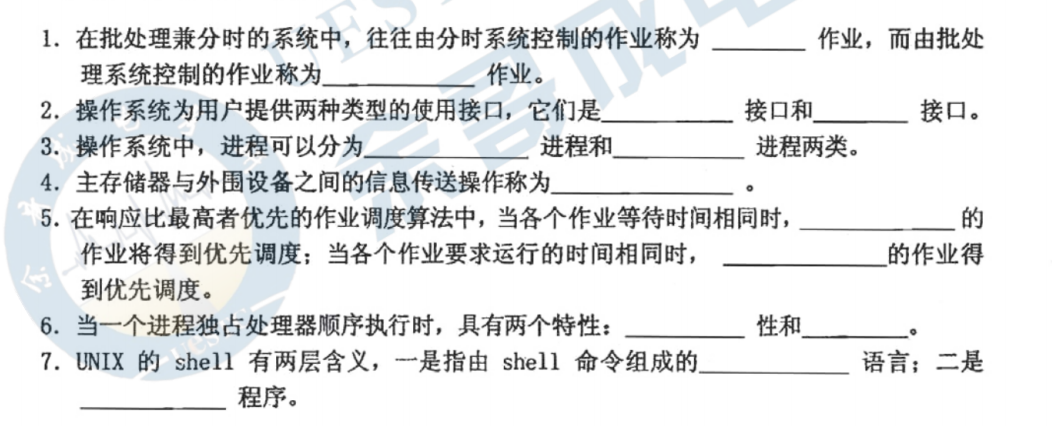 1. 在批处理兼分时的系统中，往往由分时系统控制的作业称为 ________ 作业，而由批处
理系统控制的作业称为____________ 作业。
2. 操作系统为用户提供两种类型的使用接口，它们是____________ 接口和________ 接口。
3. 操作系统中，进程可以分为______________ 进程和___________ 进程两类。
4. 主存储器与外围设备之间的信息传送操作称为_______________ 。
5. 在响应比最高者优先的作业调度算法中，当各个作业等待时间相同时，_____________ 的
作业将得到优先调度；当各个作业要求运行的时间相同时， ______________的作业得
到优先调度。
6. 当一个进程独占处理器顺序执行时，具有两个特性：__________ 性和_________。
7. UNIX 的 shell 有两层含义，一是指由 shell 命令组成的____________ 语言；二是
____________ 程序。